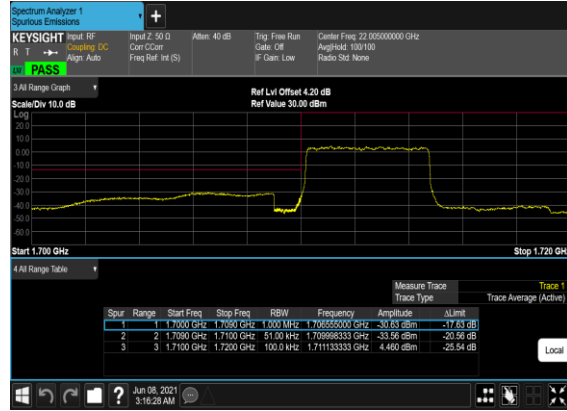 Spectrum Analyzer 1
Spurious Emissions
KEYSIGHT Input: RF Input Z: 50 Ω Atten: 40 dB Trig: Free Run Center Freq: 22.005000000 GHz
R T Coupling: DC Corr CCorr Gate: Off Avg|Hold: 100/100
Align: Auto Freq Ref: Int (S) IF Gain: Low Radio Std: None
PASS
3 All Range Graph Ref Lvl Offset 4.20 dB
Scale/Div 10.0 dB Ref Value 30.00 dBm
Log
20.0
10.0
0.00
-10.0
-20.0
-30.0
-40.0
-50.0
-60.0
Start 1.700 GHz Stop 1.720 GH
4 All Range Table
Measure Trace Trace 1
Trace Type Trace Average (Active)
Spur Range Start Freq Stop Freq RBW Frequency Amplitude ΔLimit
1 1 1.7000 GHz 1.7090 GHz 1.000 MHz 1.706555000 GHz -30.63 dBm -17.63 dB
2 2 1.7090 GHz 1.7100 GHz 51.00 kHz 1.709998333 GHz -33.56 dBm -20.56 dB
3 3 1.7100 GHz 1.7200 GHz 100.0 kHz 1.711133333 GHz 4.460 dBm -25.54 dB
Local
? Jun 08, 2021
3:16:28 AM